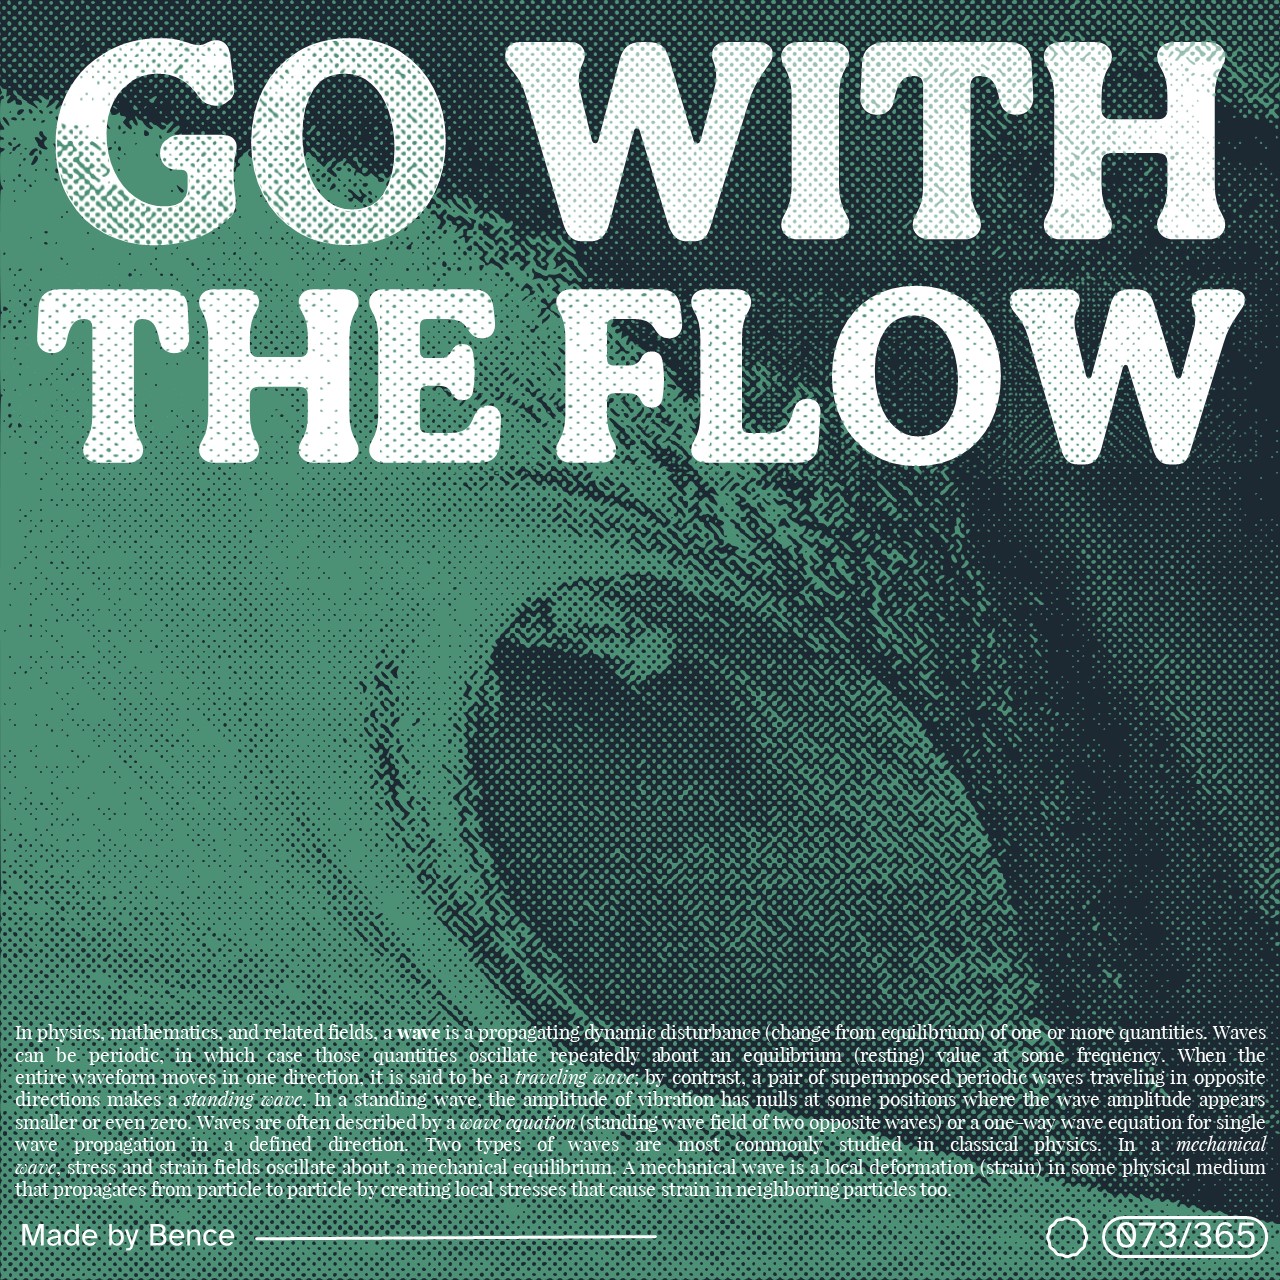 GO WITH
THE FLOW
In physics, mathematics, and related fields, a wave is a propagating dynamic disturbance (change from equilibrium) of one or more quantities. Waves
can be periodic, in which case those quantities oscillate repeatedly about an equilibrium (resting) value at some frequency. When the
entire waveform moves in one direction, it is said to be a traveling wave; by contrast, a pair of superimposed periodic waves traveling in opposite
directions makes a standing wave. In a standing wave, the amplitude of vibration has nulls at some positions where the wave amplitude appears
smaller or even zero. Waves are often described by a wave equation (standing wave field of two opposite waves) or a one-way wave equation for single
wave propagation in a defined direction. Two types of waves are most commonly studied in classical physics. In a mechanical
wave, stress and strain fields oscillate about a mechanical equilibrium. A mechanical wave is a local deformation (strain) in some physical medium
that propagates from particle to particle by creating local stresses that cause strain in neighboring particles too.
Made by Bence
073/365